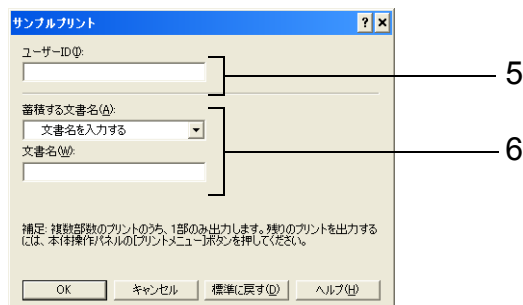 サンプルプリント
ユーザーID(I):
5
蓄積する文書名(A):
文書名を入力する
6
文書名(W):
補足: 複数部数のプリントのうち、1部のみ出力します。残りのプリントを出力する
には、本体操作パネルの[プリントメニュー]ボタンを押してください。
OK キャンセル 標準に戻す(D) ヘルプ(H)